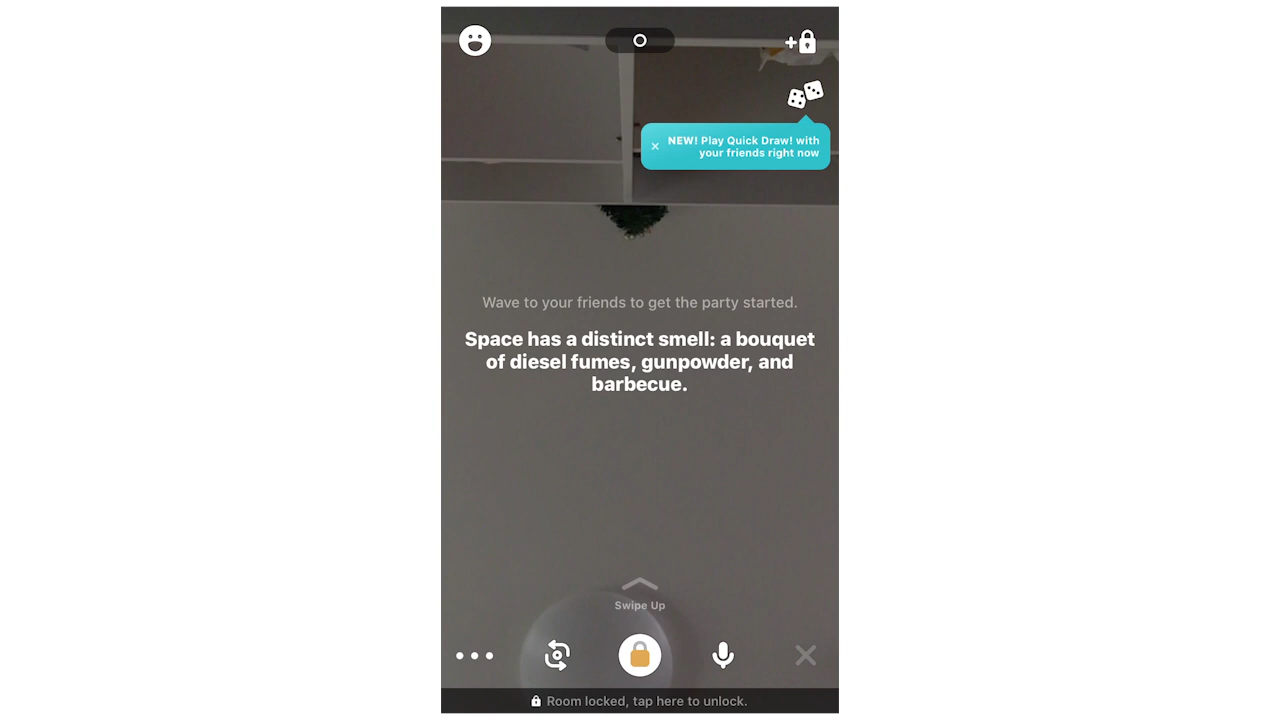 NEW! Play Quick Draw! with
your friends right now
Wave to your friends to get the party started.
Space has a distinct smell: a bouquet
of diesel fumes, gunpowder, and
barbecue.
Swipe Up
Room locked, tap here to unlock.